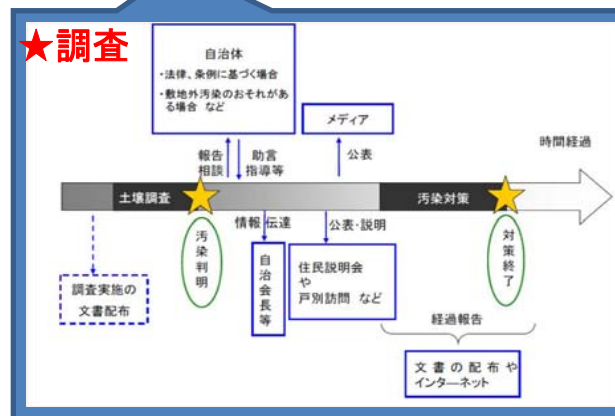 ★調査
自治体
・法律、条例に基づく場合
・敷地外汚染のおそれがあ
る場合 など
メディア
時間経過
報告
相談
助言
指導等
公表
土壌調査
汚染対策
汚染判明
情報 伝達
公表・説明
対策終了
調査実施の
文書配布
自治会長等
住民説明会
や
戸別訪問 など
経過報告
文書の配布や
インターネット